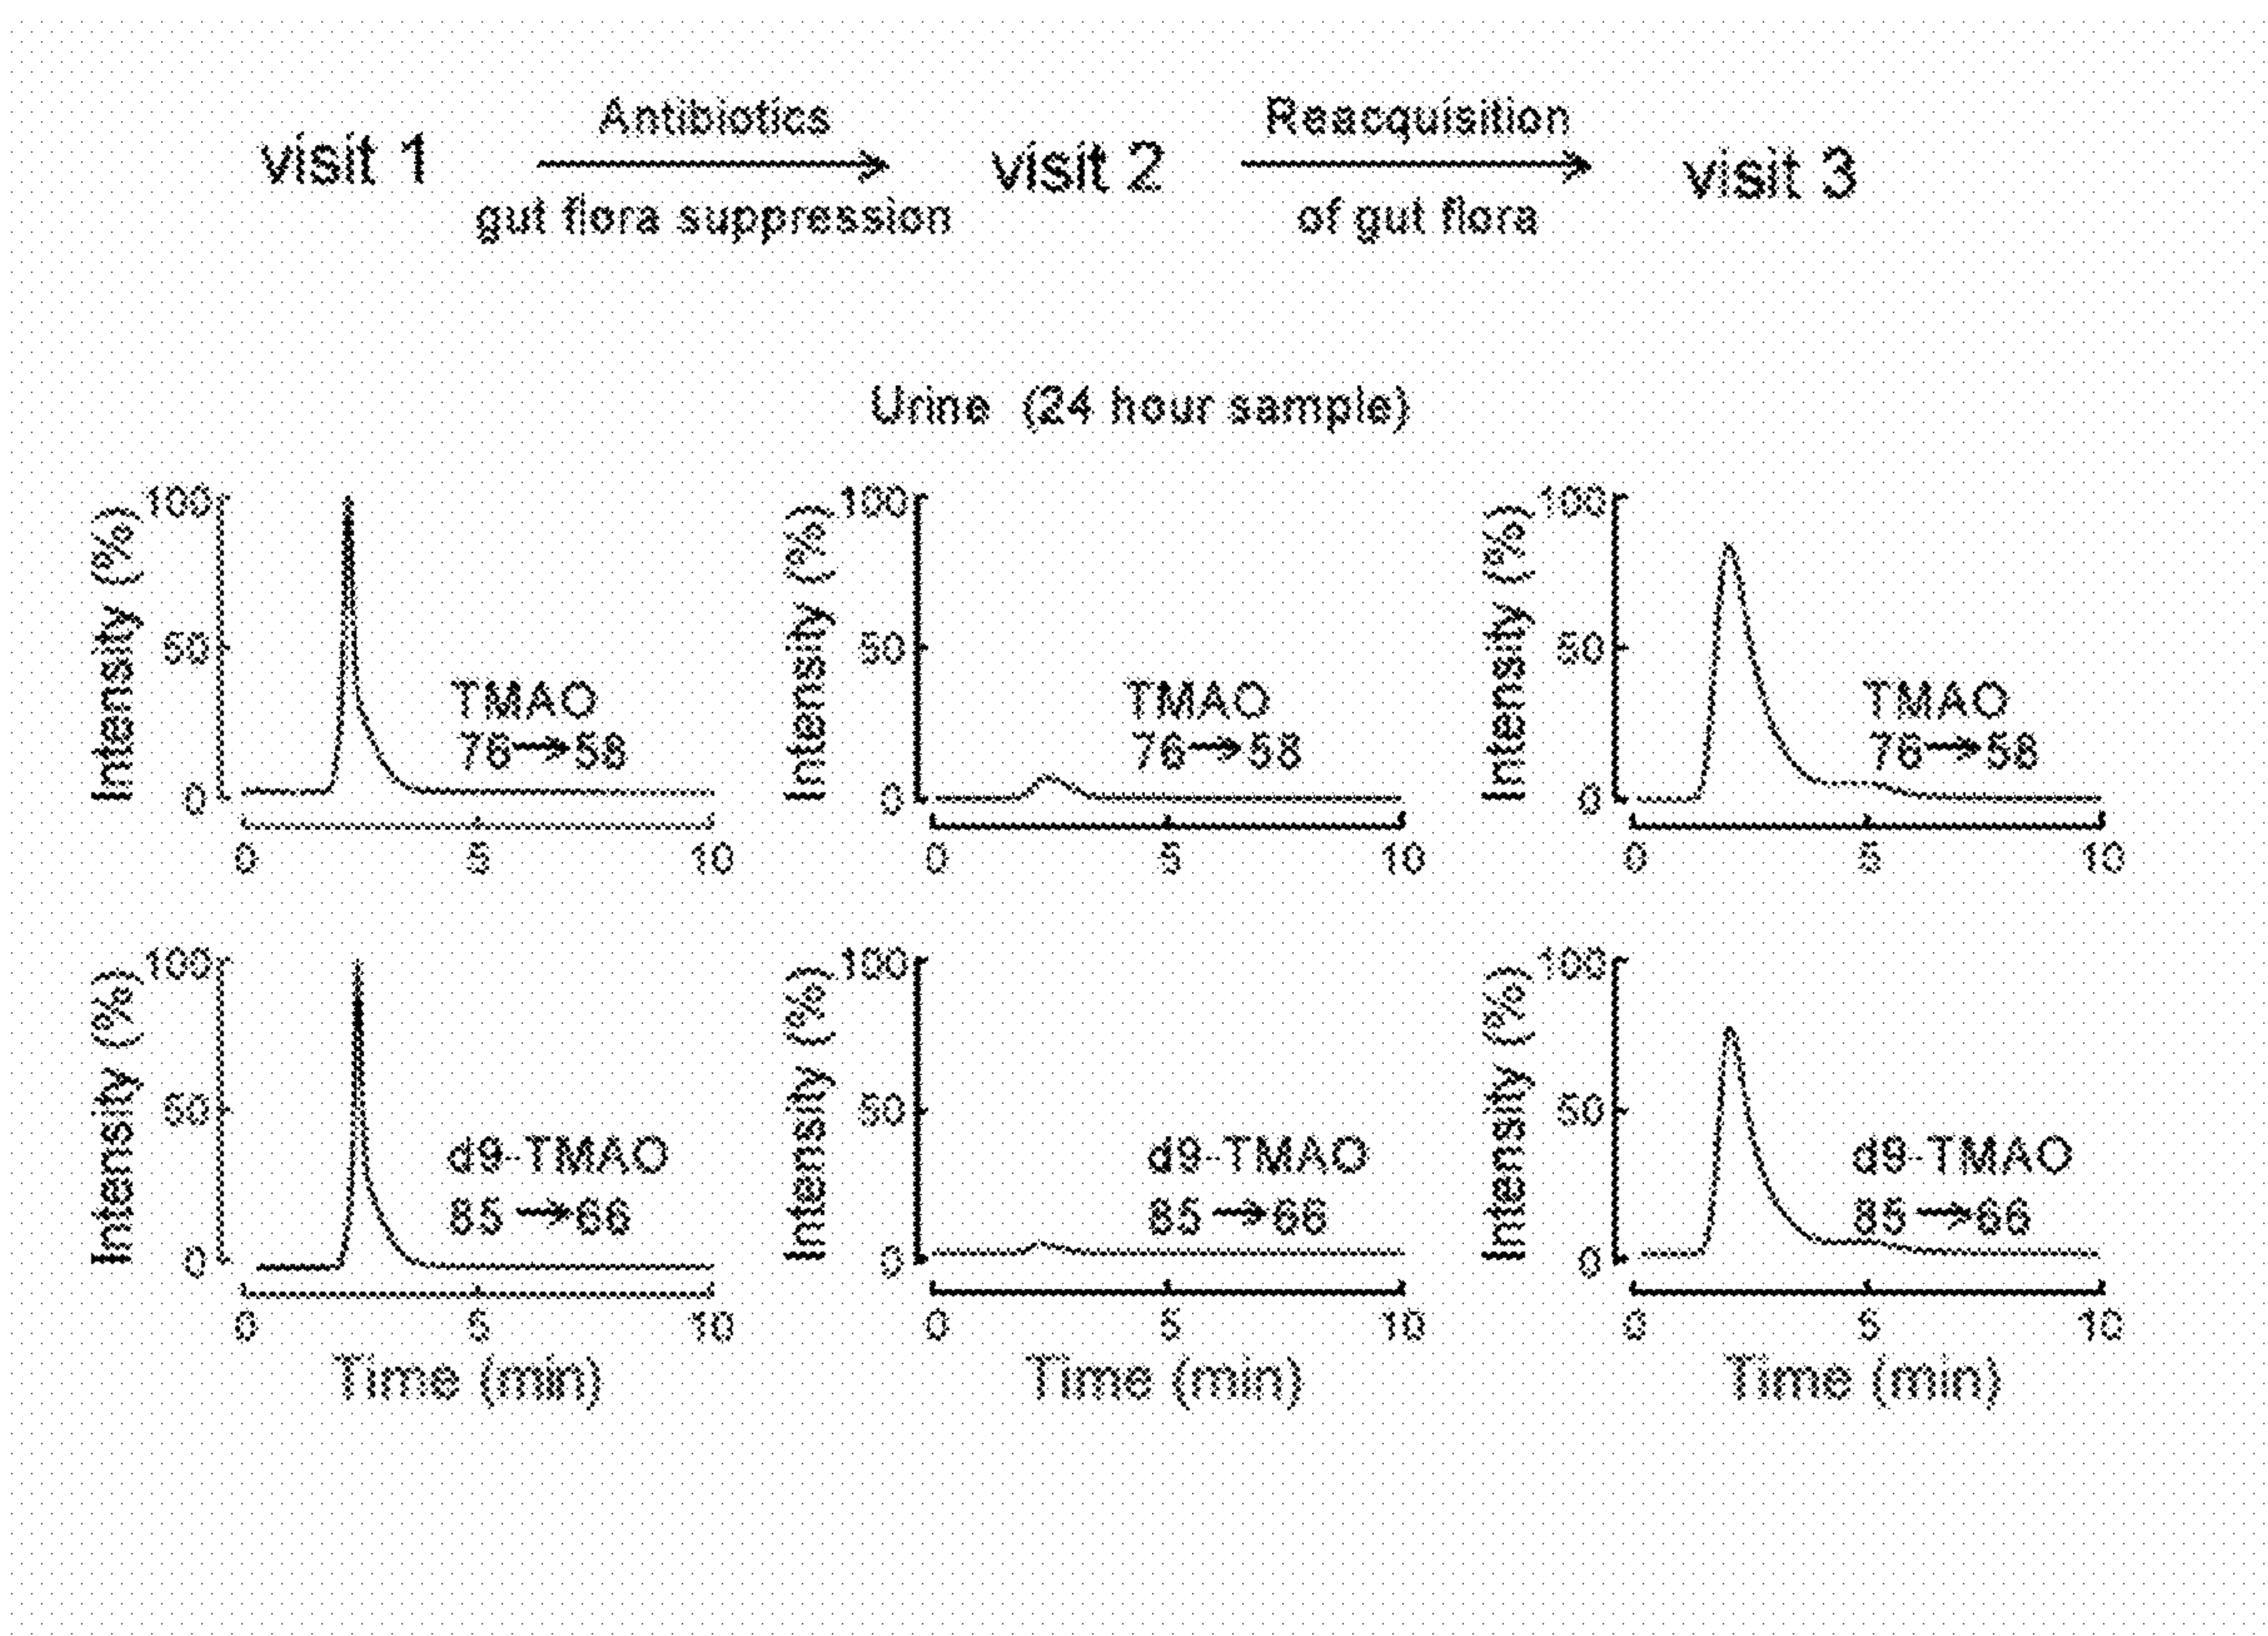 visit 1
Antibiotics
gut flora suppression
visit 2
Reacquisition
of gut flora
visit 3
Urine (24 hour sample)
Intensity (%)
100
50
0
TMAO
76→58
0 5 10
Intensity (%)
100
50
0
TMAO
76→58
0 5 10
Intensity (%)
100
50
0
TMAO
76→58
0 5 10
Intensity (%)
100
50
0
d9-TMAO
85→66
0 5 10
Time (min)
Intensity (%)
100
50
0
d9-TMAO
85→66
0 5 10
Time (min)
Intensity (%)
100
50
0
d9-TMAO
85→66
0 5 10
Time (min)